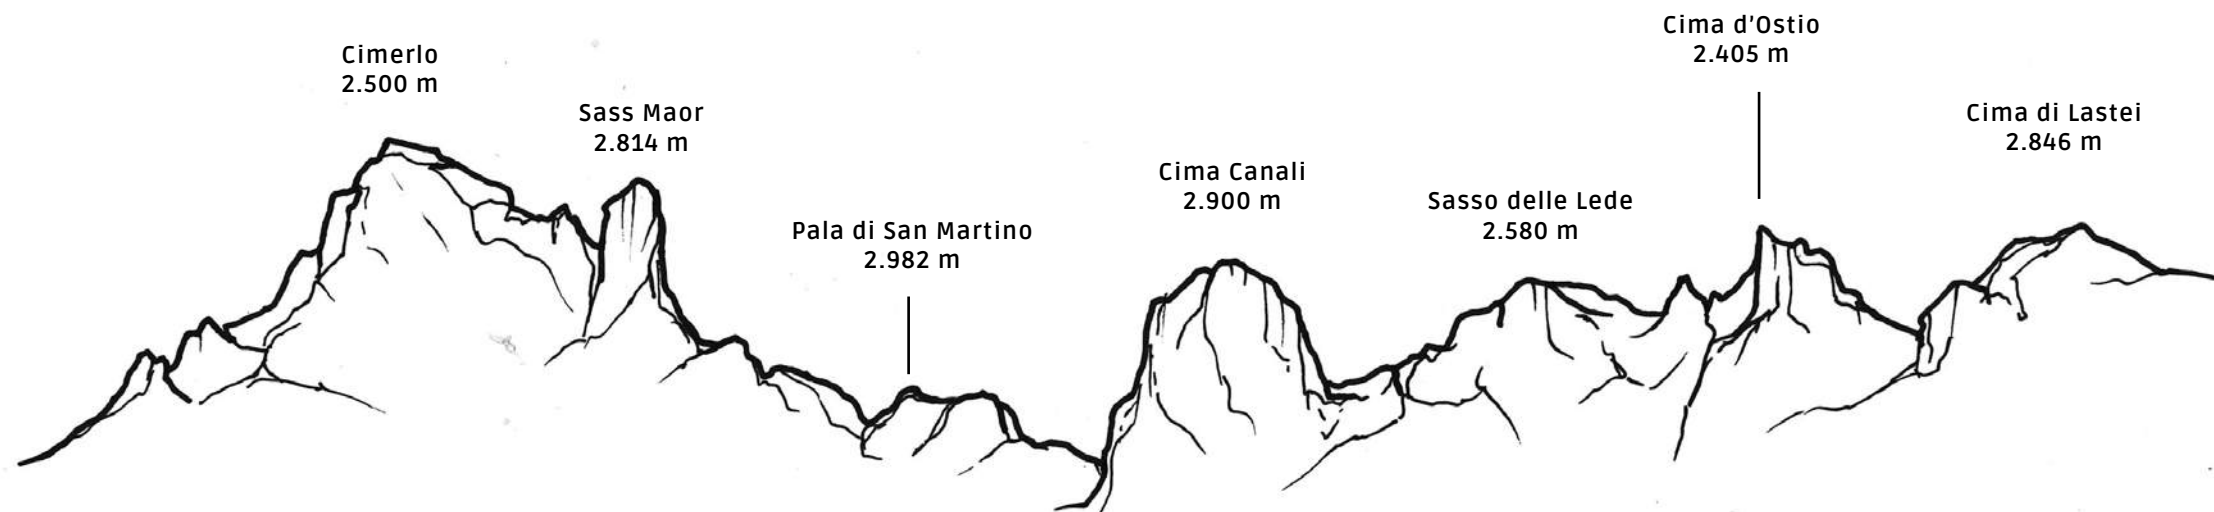 Cimerlo
2.500 m
Sass Maor
2.814 m
Pala di San Martino
2.982 m
Cima Canali
2.900 m
Sasso delle Lede
2.580 m
Cima d'Ostio
2.405 m
Cima di Lastei
2.846 m